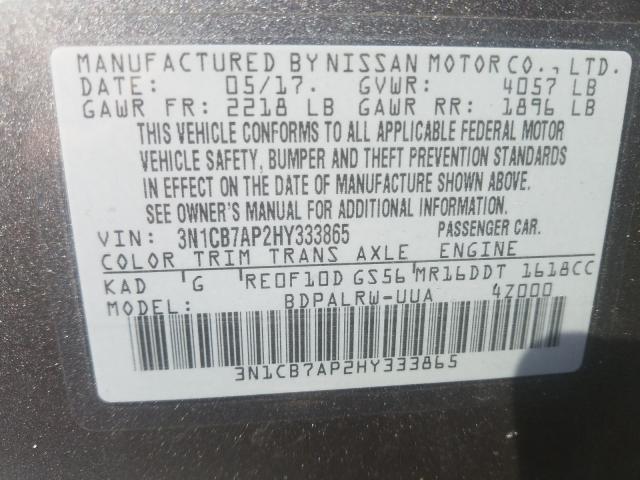 MANUFACTURED BY NISSAN MOTOR CO., LTD.
DATE: 05/17. GVWR: 4057 LB
GAWR FR: 2218 LB GAWR RR: 1896 LB
THIS VEHICLE CONFORMS TO ALL APPLICABLE FEDERAL MOTOR
VEHICLE SAFETY, BUMPER AND THEFT PREVENTION STANDARDS
IN EFFECT ON THE DATE OF MANUFACTURE SHOWN ABOVE.
SEE OWNER'S MANUAL FOR ADDITIONAL INFORMATION.
VIN: 3N1CB7AP2HY333865 PASSENGER CAR.
COLOR TRIM TRANS AXLE ENGINE
KAD G RE0F10D GS56 MR16DDT 1618CC
MODEL: BDPALRW-UUA 4Z000
3N1CB7AP2HY333865